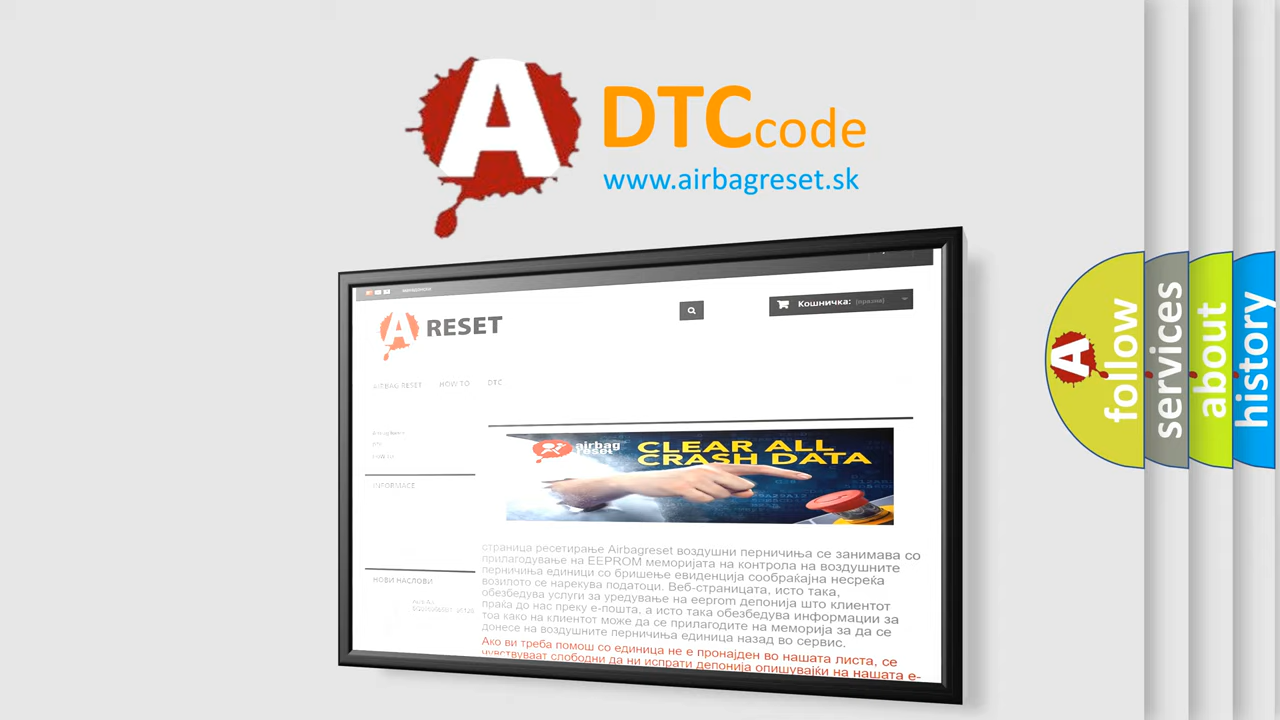 A DTCcode
www.airbagreset.sk
A RESET
Кошничка: (празни)
AIRBAG RESET HOW TO DTC
airbag reset
CLEAR ALL
CRASH DATA
INFORMACE
НОВИ НАСЛОВИ
страница ресетирање Airbagreset воздушни перничиња се занимава со
прилагодување на EEPROM меморијата на контрола на воздушните
перничиња единици со бришење евиденција сообраќајна несреќа
возилото се нарекува податоци. Веб-страницата, исто така,
обезбедува услуги за уредување на eeprom депонија што клиентот
праќа до нас преку е-пошта, а исто така обезбедува информации за
тоа како на клиентот може да се прилагодите на меморија за да се
донесе на воздушните перничиња единица назад во сервис.
Ако ви треба помош со единица не е пронајден во нашата листа, се
чувствуваат слободни да ни испрати депонија опишувајќи на нашата е-
A follow
services
about
history